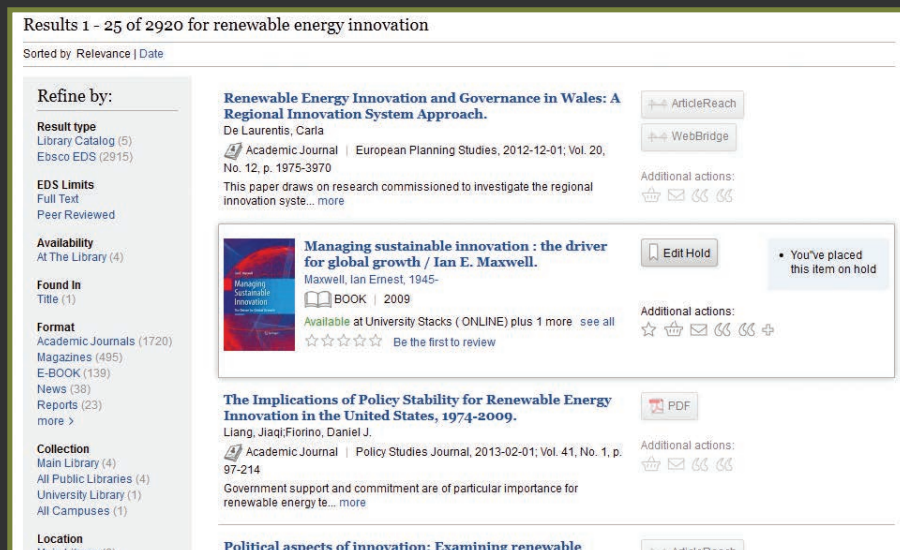 Results 1 - 25 of 2920 for renewable energy innovation
Sorted by Relevance | Date
Refine by:
Result type
Library Catalog (5)
Ebsco EDS (2915)
EDS Limits
Full Text
Peer Reviewed
Availability
At The Library (4)
Found In
Title (1)
Format
Academic Journals (1720)
Magazines (495)
E-BOOK (139)
News (38)
Reports (23)
more >
Collection
Main Library (4)
All Public Libraries (4)
University Library (1)
All Campuses (1)
Location
Renewable Energy Innovation and Governance in Wales: A
Regional Innovation System Approach.
De Laurentis, Carla
Academic Journal | European Planning Studies, 2012-12-01; Vol. 20,
No. 12, p. 1975-3970
This paper draws on research commissioned to investigate the regional
innovation syste... more
ArticleReach
WebBridge
Additional actions:
Managing
Sustainable
Innovation
Managing sustainable innovation : the driver
for global growth / Ian E. Maxwell.
Maxwell, Ian Ernest, 1945-
BOOK | 2009
Available at University Stacks ( ONLINE) plus 1 more see all
Be the first to review
Edit Hold
• You"ve placed
this item on hold
Additional actions:
The Implications of Policy Stability for Renewable Energy
Innovation in the United States, 1974-2009.
Liang, Jiaqi;Fiorino, Daniel J.
Academic Journal | Policy Studies Journal, 2013-02-01; Vol. 41, No. 1, p.
97-214
Government support and commitment are of particular importance for
renewable energy te... more
PDF
Additional actions:
Political aspects of innovation: Examining renewable
ArticleReach